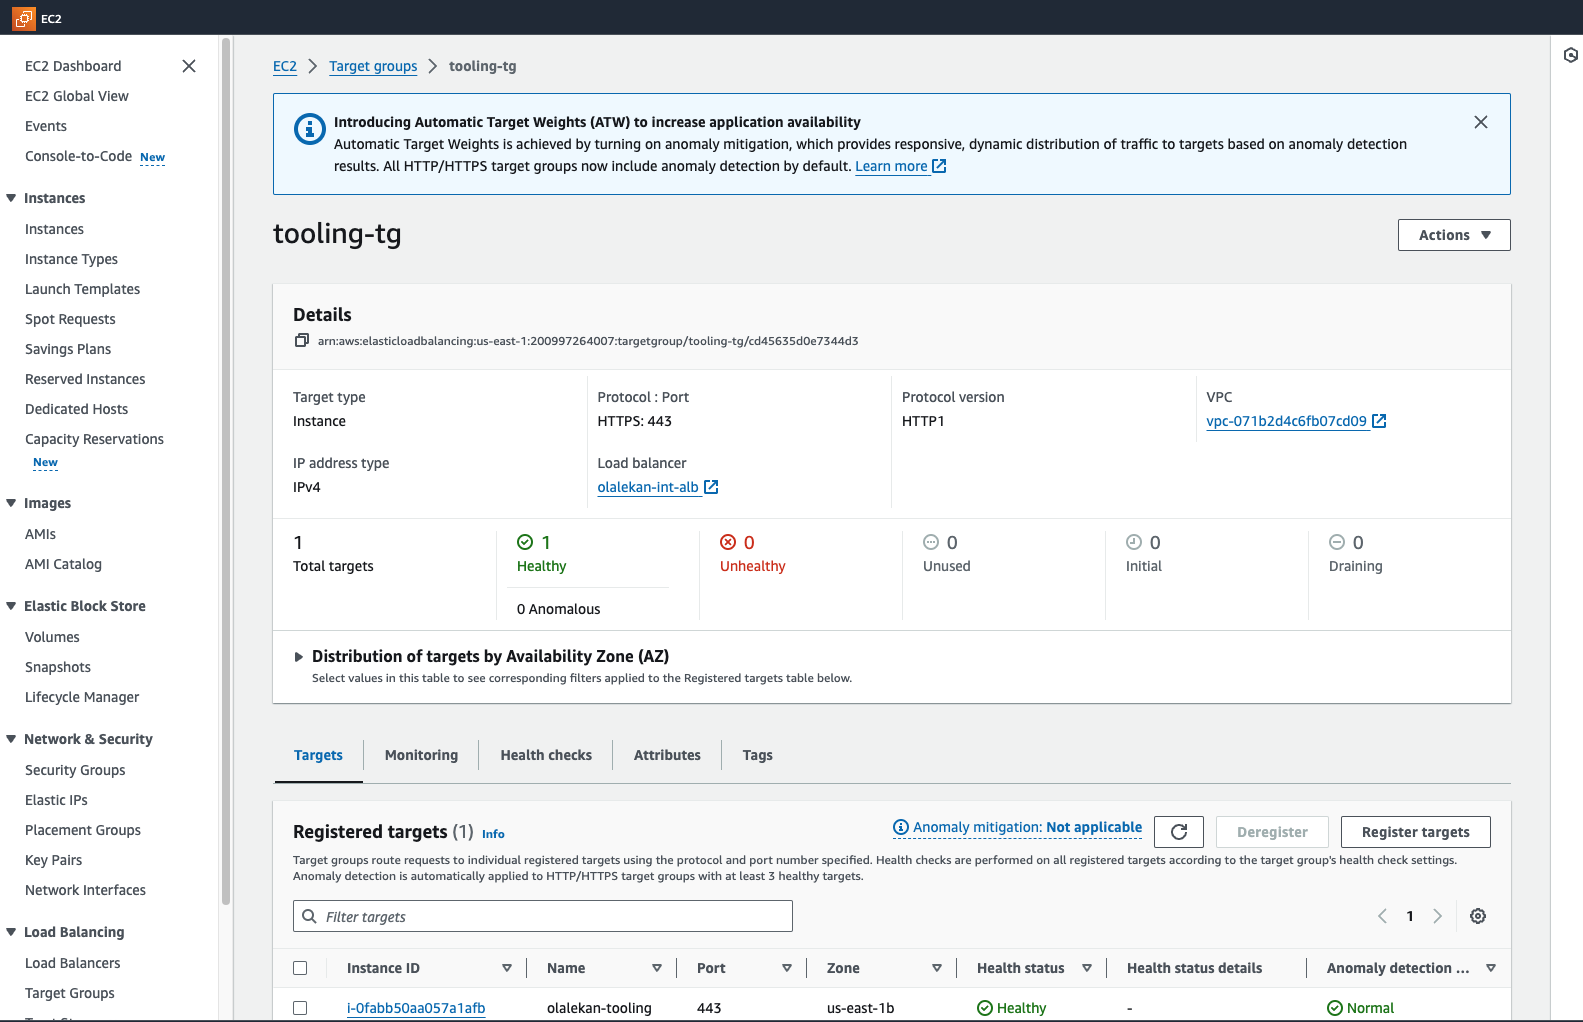 EC2
EC2 Dashboard
EC2 Global View
Events
Console-to-Code New
Instances
Instances
Instance Types
Launch Templates
Spot Requests
Savings Plans
Reserved Instances
Dedicated Hosts
Capacity Reservations
New
Images
AMIs
AMI Catalog
Elastic Block Store
Volumes
Snapshots
Lifecycle Manager
Network & Security
Security Groups
Elastic IPs
Placement Groups
Key Pairs
Network Interfaces
Load Balancing
Load Balancers
Target Groups
EC2 > Target groups > tooling-tg
Introducing Automatic Target Weights (ATW) to increase application availability
Automatic Target Weights is achieved by turning on anomaly mitigation, which provides responsive, dynamic distribution of traffic to targets based on anomaly detection
results. All HTTP/HTTPS target groups now include anomaly detection by default. Learn more
tooling-tg
Actions
Details
arn:aws:elasticloadbalancing:us-east-1:200997264007:targetgroup/tooling-tg/cd45635d0e7344d3
Target type
Instance
Protocol : Port
HTTPS: 443
Protocol version
HTTP1
VPC
vpc-071b2d4c6fb07cd09
IP address type
IPv4
Load balancer
olalekan-int-alb
1
Total targets
1
Healthy
0 Anomalous
0
Unhealthy
0
Unused
0
Initial
0
Draining
Distribution of targets by Availability Zone (AZ)
Select values in this table to see corresponding filters applied to the Registered targets table below.
Targets
Monitoring
Health checks
Attributes
Tags
Registered targets (1) Info
Anomaly mitigation: Not applicable
Deregister
Register targets
Target groups route requests to individual registered targets using the protocol and port number specified. Health checks are performed on all registered targets according to the target group's health check settings.
Anomaly detection is automatically applied to HTTP/HTTPS target groups with at least 3 healthy targets.
Filter targets
1
Instance ID Name Port Zone Health status Health status details Anomaly detection ...
i-0fabb50aa057a1afb olalekan-tooling 443 us-east-1b Healthy - Normal